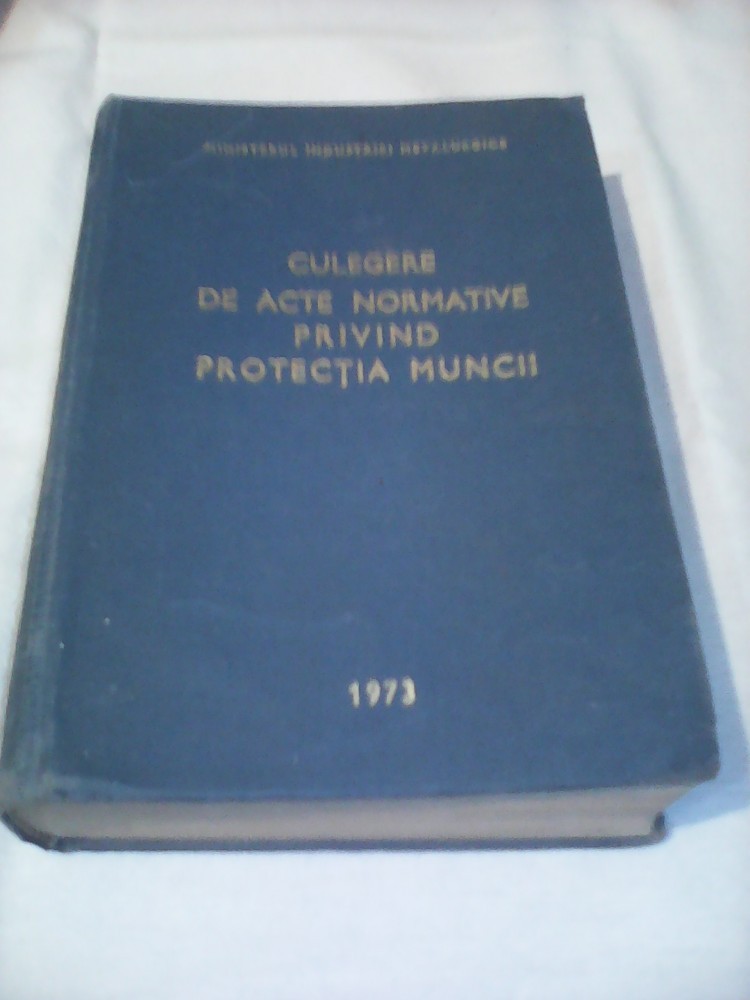 MINISTERUL INDUSTRIEI METALURGICE
CULEGERE
DE ACTE NORMATIVE
PRIVIND
PROTECȚIA MUNCII
1973